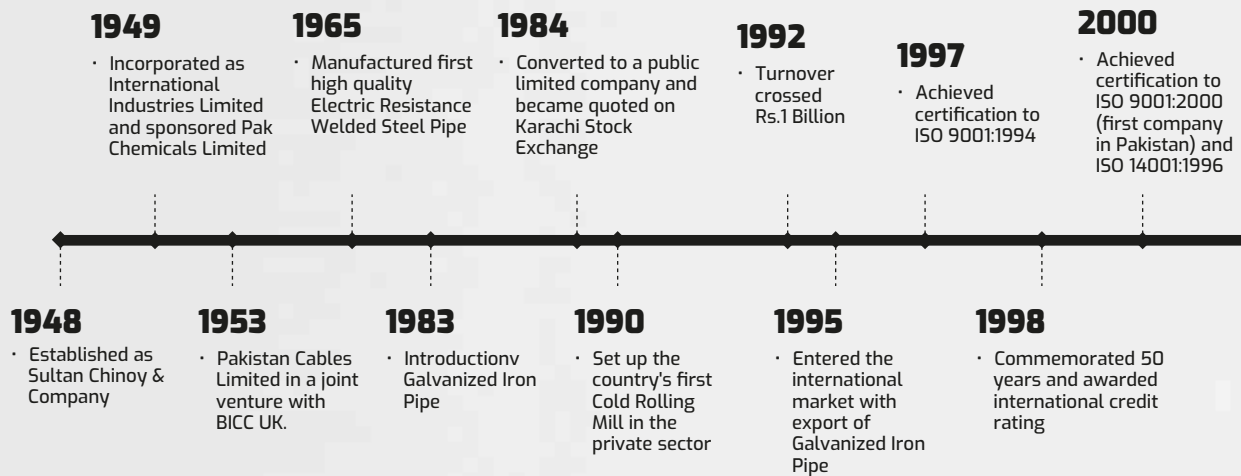 1949
· Incorporated as
International
Industries Limited
and sponsored Pak
Chemicals Limited
1965
· Manufactured first
high quality
Electric Resistance
Welded Steel Pipe
1984
· Converted to a public
limited company and
became quoted on
Karachi Stock
Exchange
1992
· Turnover
crossed
Rs.1 Billion
1997
· Achieved
certification to
ISO 9001:1994
2000
· Achieved
certification to
ISO 9001:2000
(first company
in Pakistan) and
ISO 14001:1996
1948
· Established as
Sultan Chinoy &
Company
1953
· Pakistan Cables
Limited in a joint
venture with
BICC UK.
1983
· Introductionv
Galvanized Iron
Pipe
1990
· Set up the
country's first
Cold Rolling
Mill in the
private sector
1995
· Entered the
international
market with
export of
Galvanized Iron
Pipe
1998
· Commemorated 50
years and awarded
international credit
rating